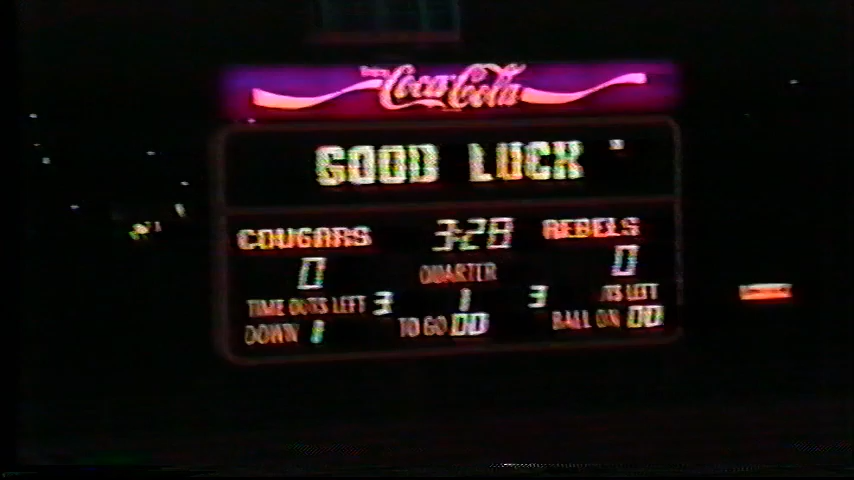 Enjoy Coca-Cola
GOOD LUCK
COUGARS 3:28 REBELS
0 QUARTER 0
TIME OUTS LEFT 3 1 3 LEFT
DOWN 1 TO GO 00 BALL ON 00